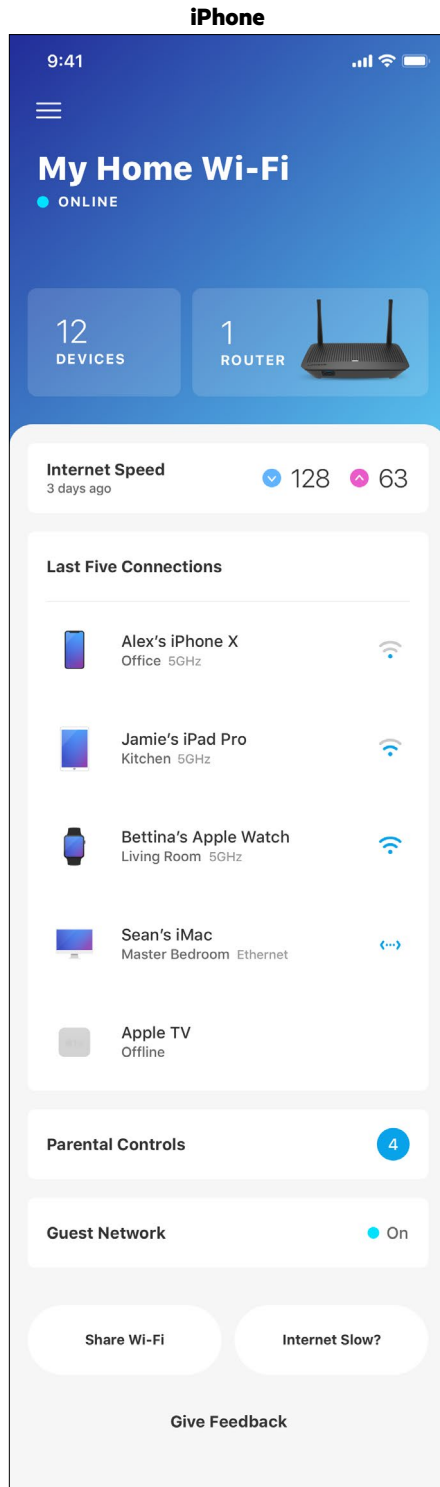 iPhone
9:41
My Home Wi-Fi
ONLINE
12
DEVICES
1
ROUTER
Internet Speed
3 days ago
128
63
Last Five Connections
Alex's iPhone X
Office 5GHz
Jamie's iPad Pro
Kitchen 5GHz
Bettina's Apple Watch
Living Room 5GHz
Sean's iMac
Master Bedroom Ethernet
Apple TV
Offline
Parental Controls
4
Guest Network
On
Share Wi-Fi
Internet Slow?
Give Feedback